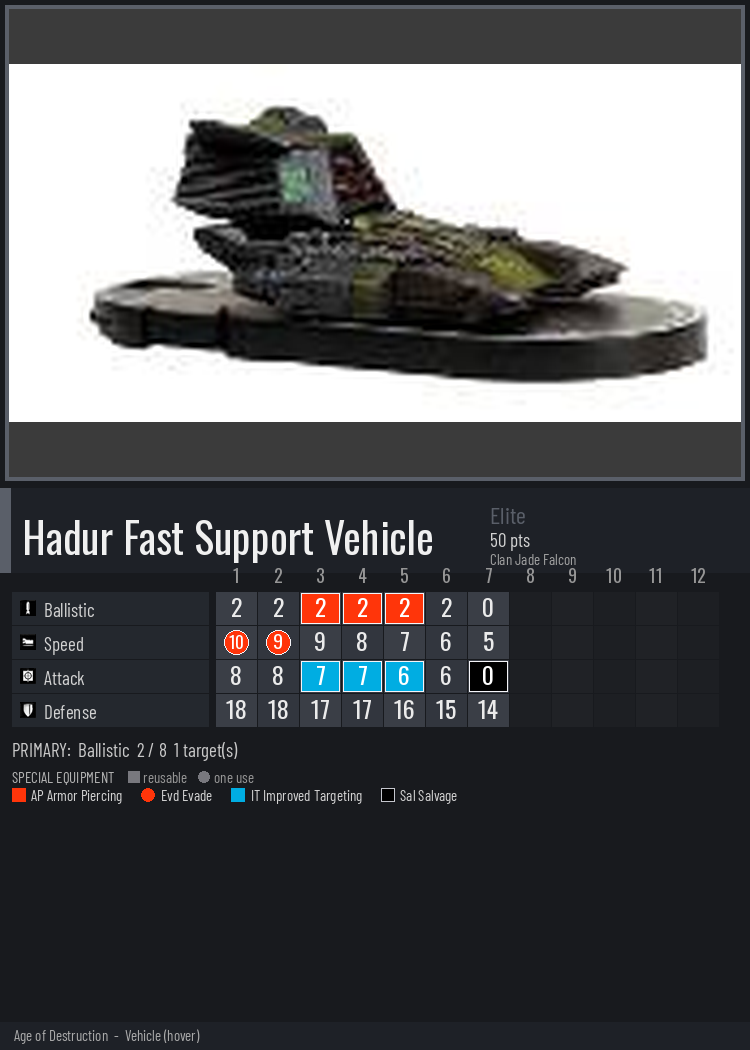 Hadur Fast Support Vehicle
Elite
50 pts
Clan Jade Falcon
1 2 3 4 5 6 7 8 9 10 11 12
Ballistic 2 2 2 2 2 2 0
Speed 10 9 9 8 7 6 5
Attack 8 8 7 7 6 6 0
Defense 18 18 17 17 16 15 14
PRIMARY: Ballistic 2 / 8 1 target(s)
SPECIAL EQUIPMENT reusable one use
AP Armor Piercing Evd Evade IT Improved Targeting Sal Salvage
Age of Destruction - Vehicle (hover)